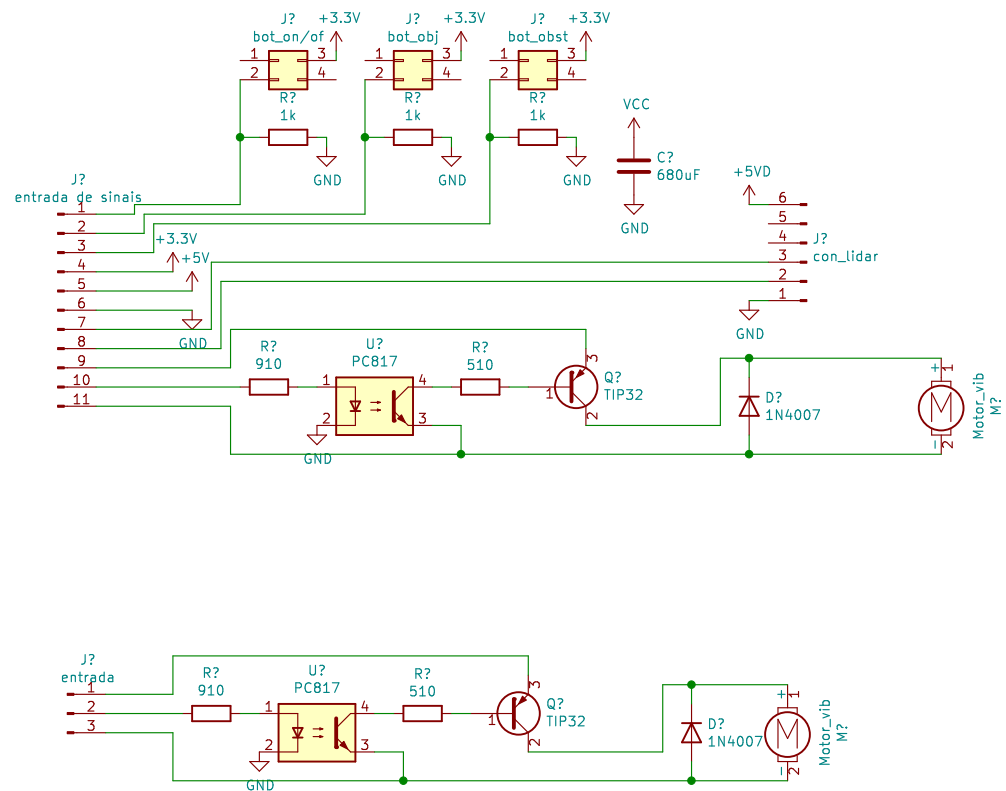 J? +3.3V J? +3.3V J? +3.3V
bot_on/of bot_obj bot_obst
1 3 1 3 1 3
2 4 2 4 2 4
R? R? R?
1k 1k 1k
VCC
C?
680uF
GND GND GND
GND
+5VD
J?
entrada de sinais
1
2
3
4
5
6
7
8
9
10
11
+3.3V
+5V
GND
6
5
4
3
2
1
J?
con_lidar
GND
R?
910
U?
PC817
1 4
2 3
GND
R?
510
3
1
2
Q?
TIP32
D?
1N4007
+ 1
M
- 2
Motor_vib
M?
J?
entrada
1
2
3
R?
910
U?
PC817
1 4
2 3
GND
R?
510
3
1
2
Q?
TIP32
D?
1N4007
+ 1
M
- 2
Motor_vib
M?